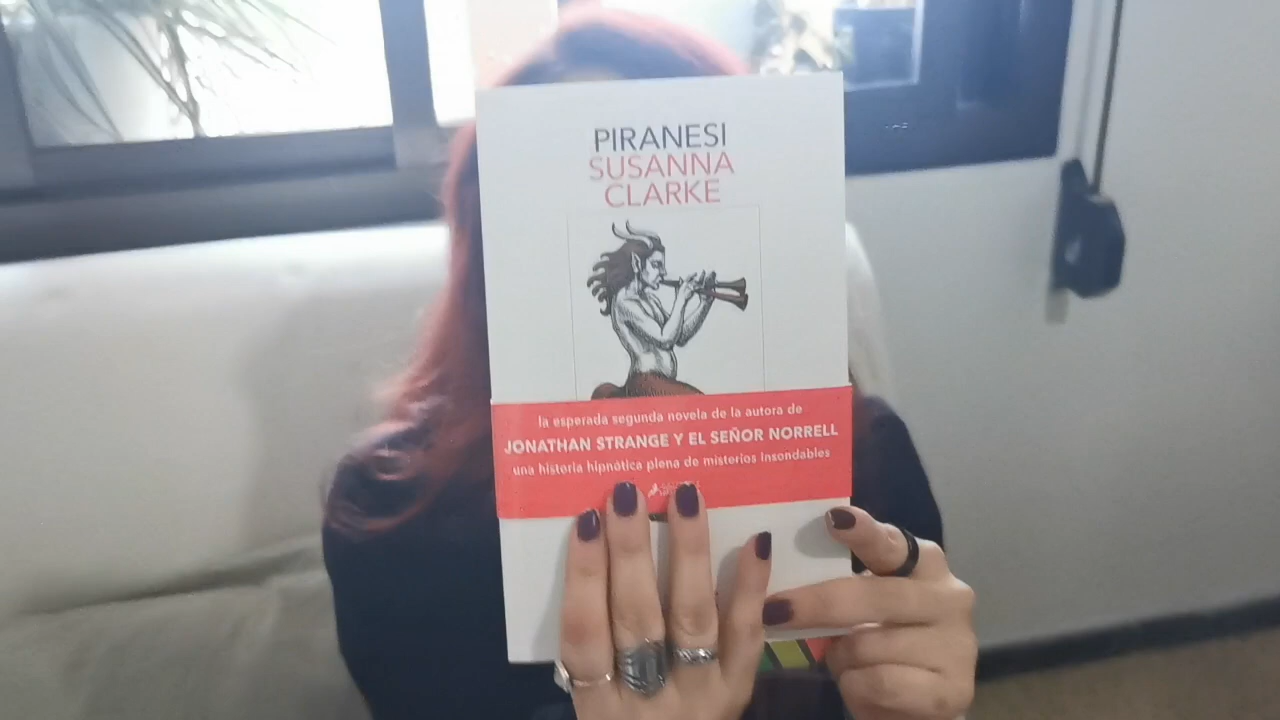 PIRANESI
SUSANNA
CLARKE
la esperada segunda novela de la autora de
JONATHAN STRANGE Y EL SEÑOR NORRELL
una historia hipnótica plena de misterios insondables